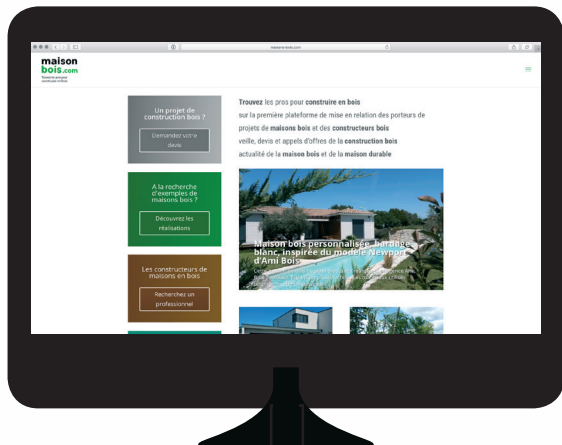 maisons-bois.com
maison
bois.com
Un projet de
construction bois ?
Demandez votre
devis
A la recherche
d'exemples de
maisons bois ?
Découvrez les
réalisations
Les constructeurs de
maisons en bois
Recherchez un
professionnel
Trouvez les pros pour construire en bois
sur la première plateforme de mise en relation des porteurs de
projets de maisons bois et des constructeurs bois
veille, devis et appels d'offres de la construction bois
actualité de la maison bois et de la maison durable
Maison bois personnalisée, bardage
blanc, inspirée du modèle Newport
d'Ami Bois